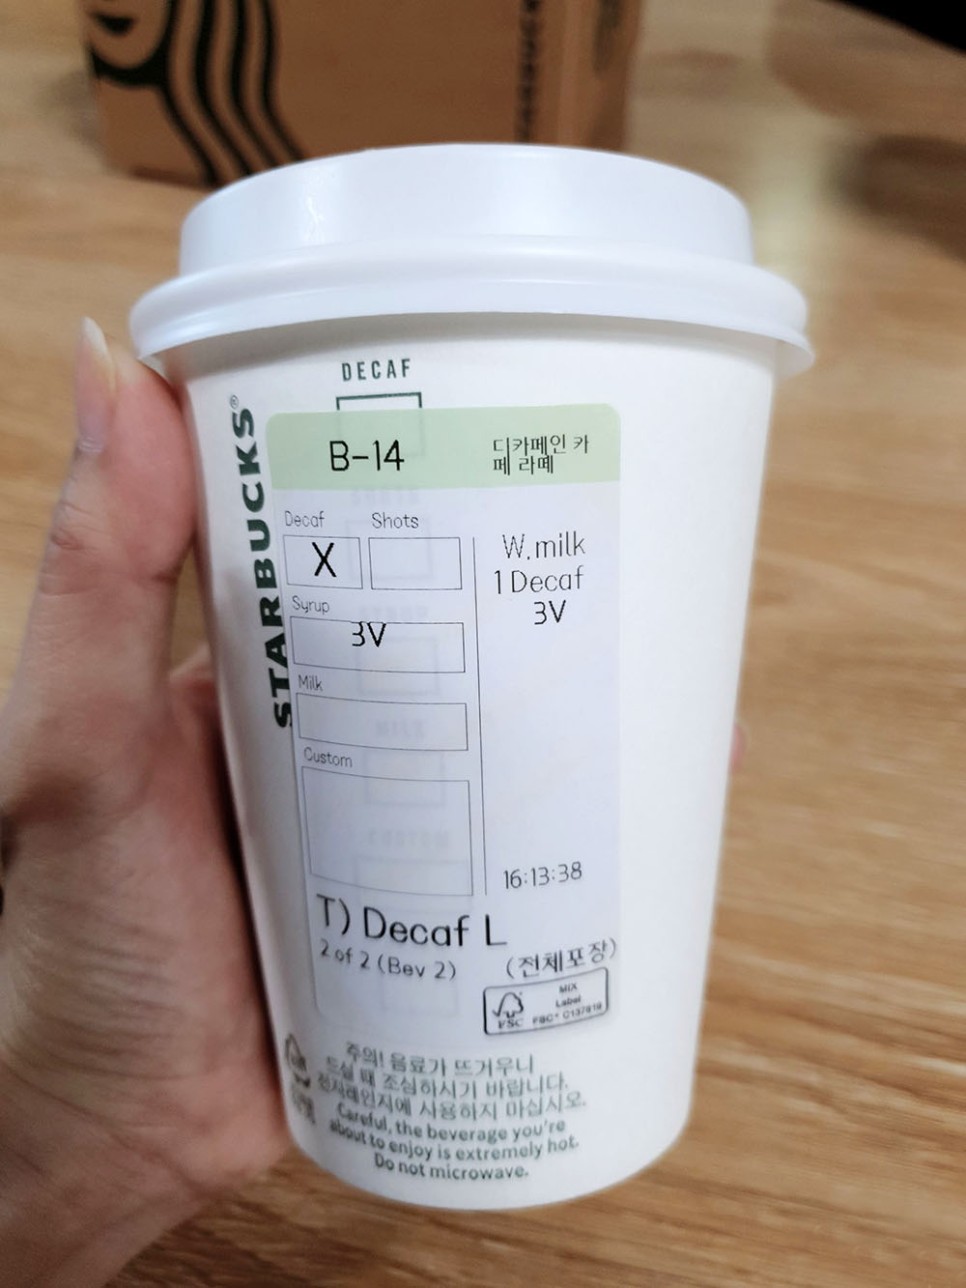 DECAF
STARBUCKS®
B-14
디카페인 카
페 라떼
Decaf
Shots
X
Syrup
3V
Milk
Custom
W.milk
1 Decaf
3V
16:13:38
T) Decaf L
2 of 2 (Bev 2)
(전체포장)
MIX
Label
FSC
FSC® C137619
주의! 음료가 뜨거우니
드실 때 조심하시기 바랍니다.
전자레인지에 사용하지 마십시오.
Careful, the beverage you're
about to enjoy is extremely hot.
Do not microwave.